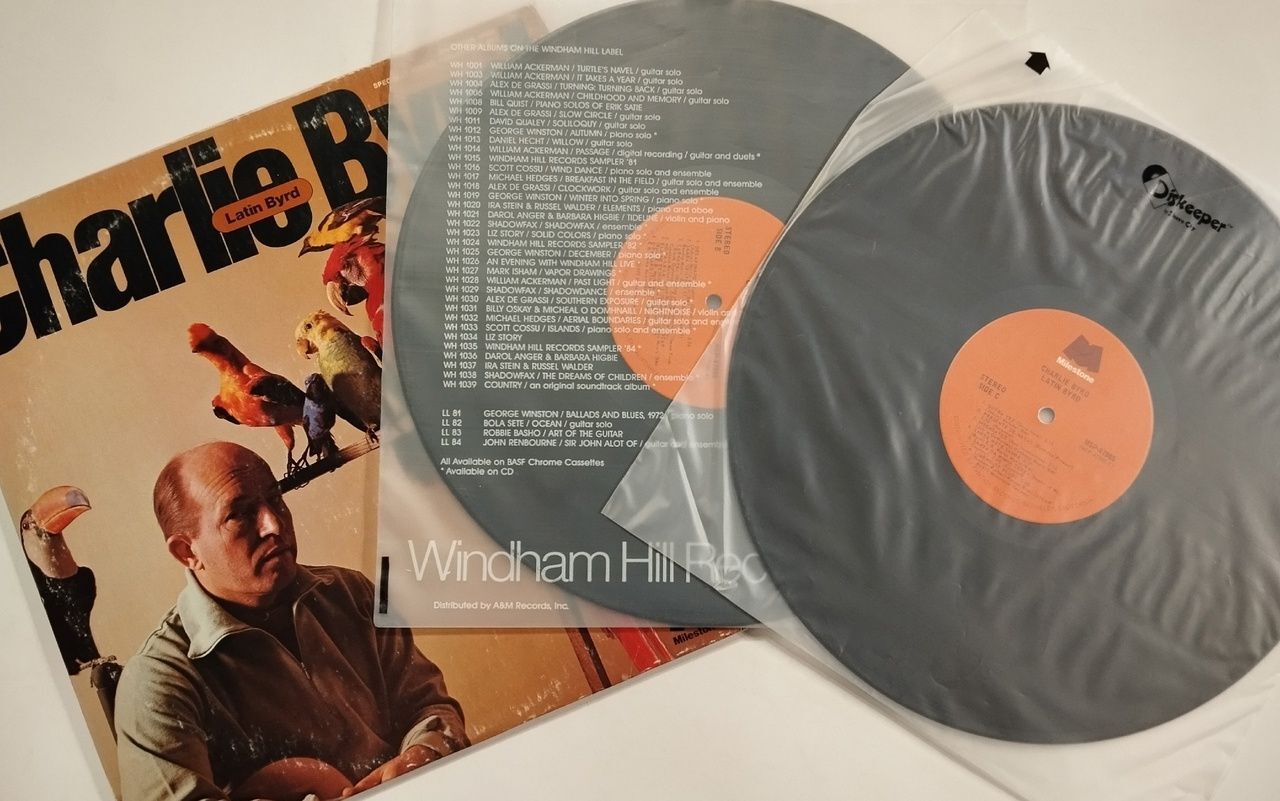 Charlie By
Latin Byrd
SPEC
OTHER ALBUMS ON THE WINDHAM HILL LABEL
WH 1001 WILLIAM ACKERMAN / TURTLE'S NAVEL / guitar solo
WH 1003 WILLIAM ACKERMAN / IT TAKES A YEAR / guitar solo
WH 1004 ALEX DE GRASSI / TURNING: TURNING BACK / guitar solo
WH 1006 WILLIAM ACKERMAN / CHILDHOOD AND MEMORY / guitar solo
WH 1008 BILL QUIST / PIANO SOLOS OF ERIK SATIE
WH 1009 ALEX DE GRASSI / SLOW CIRCLE / guitar solo
WH 1011 DAVID QUALEY / SOLILOQUY / guitar solo
WH 1012 GEORGE WINSTON / AUTUMN / piano solo *
WH 1013 DANIEL HECHT / WILLOW / guitar solo
WH 1014 WILLIAM ACKERMAN / PASSAGE / digital recording / guitar and duets *
WH 1015 WINDHAM HILL RECORDS SAMPLER '81
WH 1016 SCOTT COSSU / WIND DANCE / piano solo and ensemble
WH 1017 MICHAEL HEDGES / BREAKFAST IN THE FIELD / guitar solo and ensemble
WH 1018 ALEX DE GRASSI / CLOCKWORK / guitar solo and ensemble
WH 1019 GEORGE WINSTON / WINTER INTO SPRING / piano solo *
WH 1020 IRA STEIN & RUSSEL WALDER / ELEMENTS / piano and oboe
WH 1021 DAROL ANGER & BARBARA HIGBIE / TIDELINE / violin and piano
WH 1022 SHADOWFAX / SHADOWFAX / ensemble
WH 1023 LIZ STORY / SOLID COLORS / piano solo *
WH 1024 WINDHAM HILL RECORDS SAMPLER '82 *
WH 1025 GEORGE WINSTON / DECEMBER / piano solo *
WH 1026 AN EVENING WITH WINDHAM HILL LIVE *
WH 1027 MARK ISHAM / VAPOR DRAWINGS *
WH 1028 WILLIAM ACKERMAN / PAST LIGHT / guitar and ensemble *
WH 1029 SHADOWFAX / SHADOWDANCE / ensemble *
WH 1030 ALEX DE GRASSI / SOUTHERN EXPOSURE / guitar solo *
WH 1031 BILLY OSKAY & MICHEAL O DOMHNAILL / NIGHTNOISE / violin and
WH 1032 MICHAEL HEDGES / AERIAL BOUNDARIES / guitar solo and ens
WH 1033 SCOTT COSSU / ISLANDS / piano solo and ensemble *
WH 1034 LIZ STORY
WH 1035 WINDHAM HILL RECORDS SAMPLER '84 *
WH 1036 DAROL ANGER & BARBARA HIGBIE
WH 1037 IRA STEIN & RUSSEL WALDER
WH 1038 SHADOWFAX / THE DREAMS OF CHILDREN / ensemble *
WH 1039 COUNTRY / an original soundtrack album *
LL 81 GEORGE WINSTON / BALLADS AND BLUES, 1972 / piano solo
LL 82 BOLA SETE / OCEAN / guitar solo
LL 83 ROBBIE BASHO / ART OF THE GUITAR
LL 84 JOHN RENBOURNE / SIR JOHN ALOT OF / guitar and ensemble
All Available on BASF Chrome Cassettes
* Available on CD
Windham Hill Rec
Distributed by A&M Records, Inc.
STEREO
SIDE B
Milestone
Diskeeper
Milestone
CHARLIE BYRD
LATIN BYRD
STEREO
SIDE C